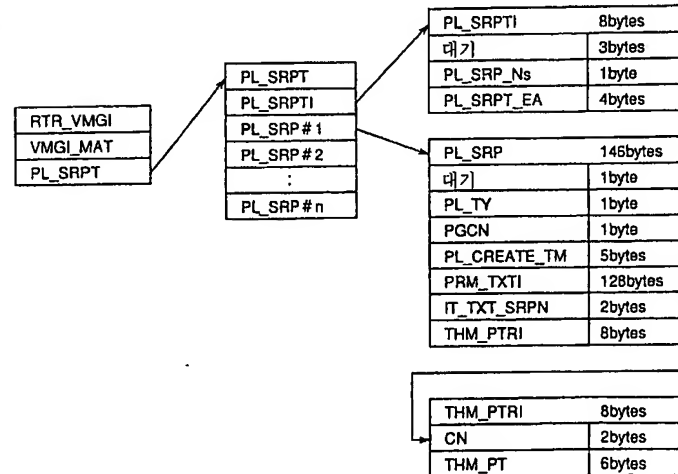 RTR_VMGI
VMGI_MAT
PL_SRPT
PL_SRPT
PL_SRPTI
PL_SRP#1
PL_SRP#2
⋮
PL_SRP#n
PL_SRPTI 8bytes
대기 3bytes
PL_SRP_Ns 1byte
PL_SRPT_EA 4bytes
PL_SRP 146bytes
대기 1byte
PL_TY 1byte
PGCN 1byte
PL_CREATE_TM 5bytes
PRM_TXTI 128bytes
IT_TXT_SRPN 2bytes
THM_PTRI 8bytes
THM_PTRI 8bytes
CN 2bytes
THM_PT 6bytes